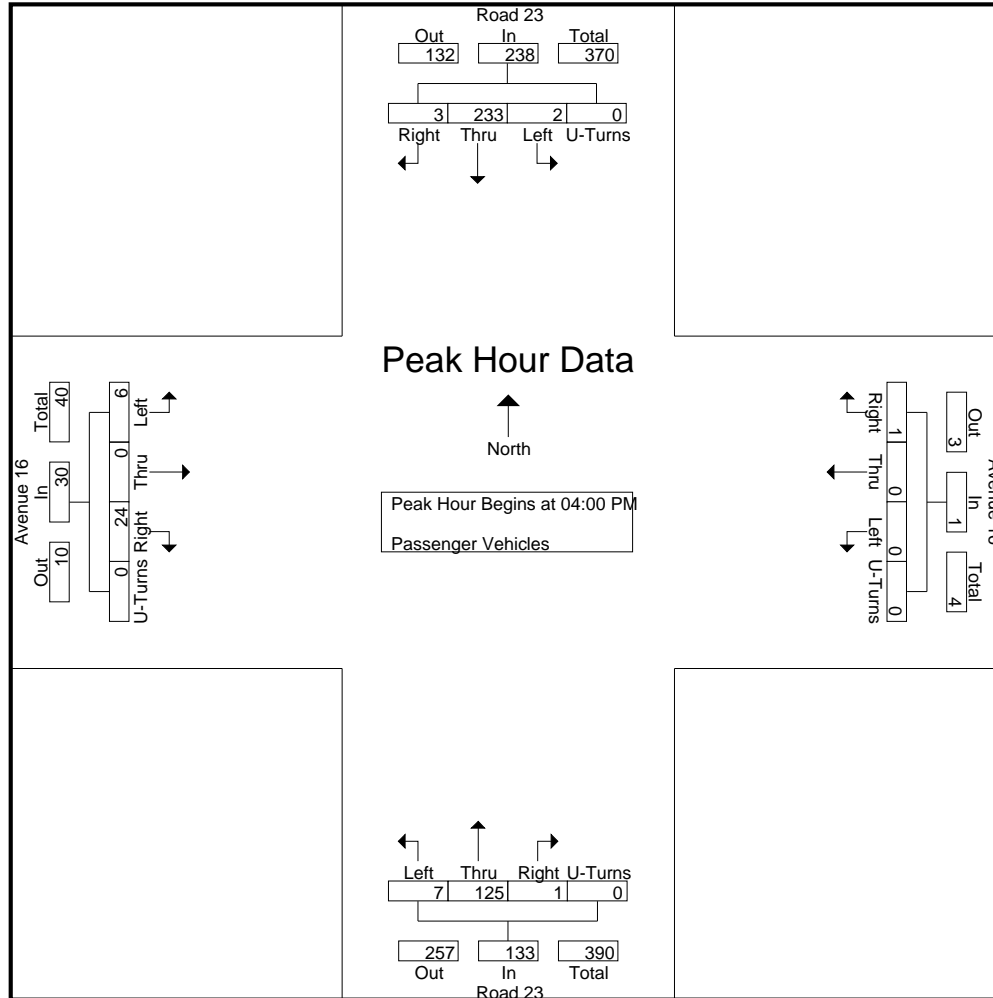 Road 23
Out In Total
132 238 370
3 233 2 0
Right Thru Left U-Turns
Peak Hour Data
North
Peak Hour Begins at 04:00 PM
Passenger Vehicles
Avenue 16
Total In Out
40 30 10
6 0 24 0
Left Thru Right U-Turns
Right Thru Left U-Turns
1 0 0 0
3 1 4
Out In Total
Left Thru Right U-Turns
7 125 1 0
257 133 390
Out In Total
Road 23